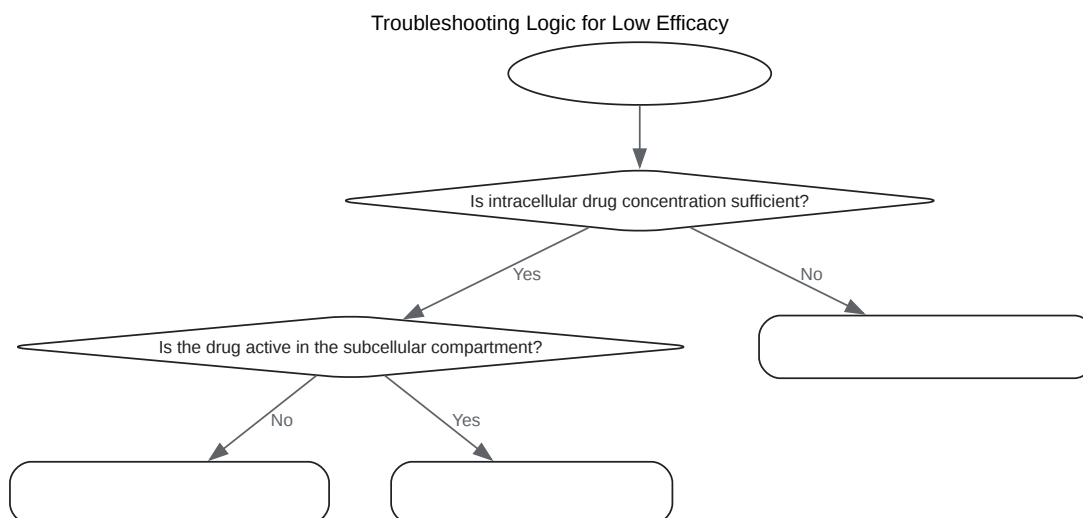 Troubleshooting Logic for Low Efficacy
Is intracellular drug concentration sufficient?
Yes
No
Is the drug active in the subcellular compartment?
No
Yes